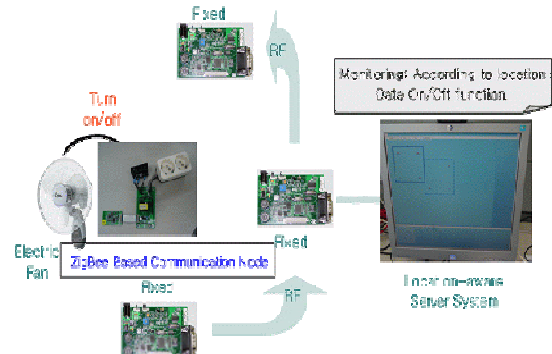 Fixed
RF
Monitoring: According to location
Data On/Off function
Turn
on/off
Fixed
Electric
Fan
ZigBee Based Communication Node
Fixed
RF
Location-aware
Server System